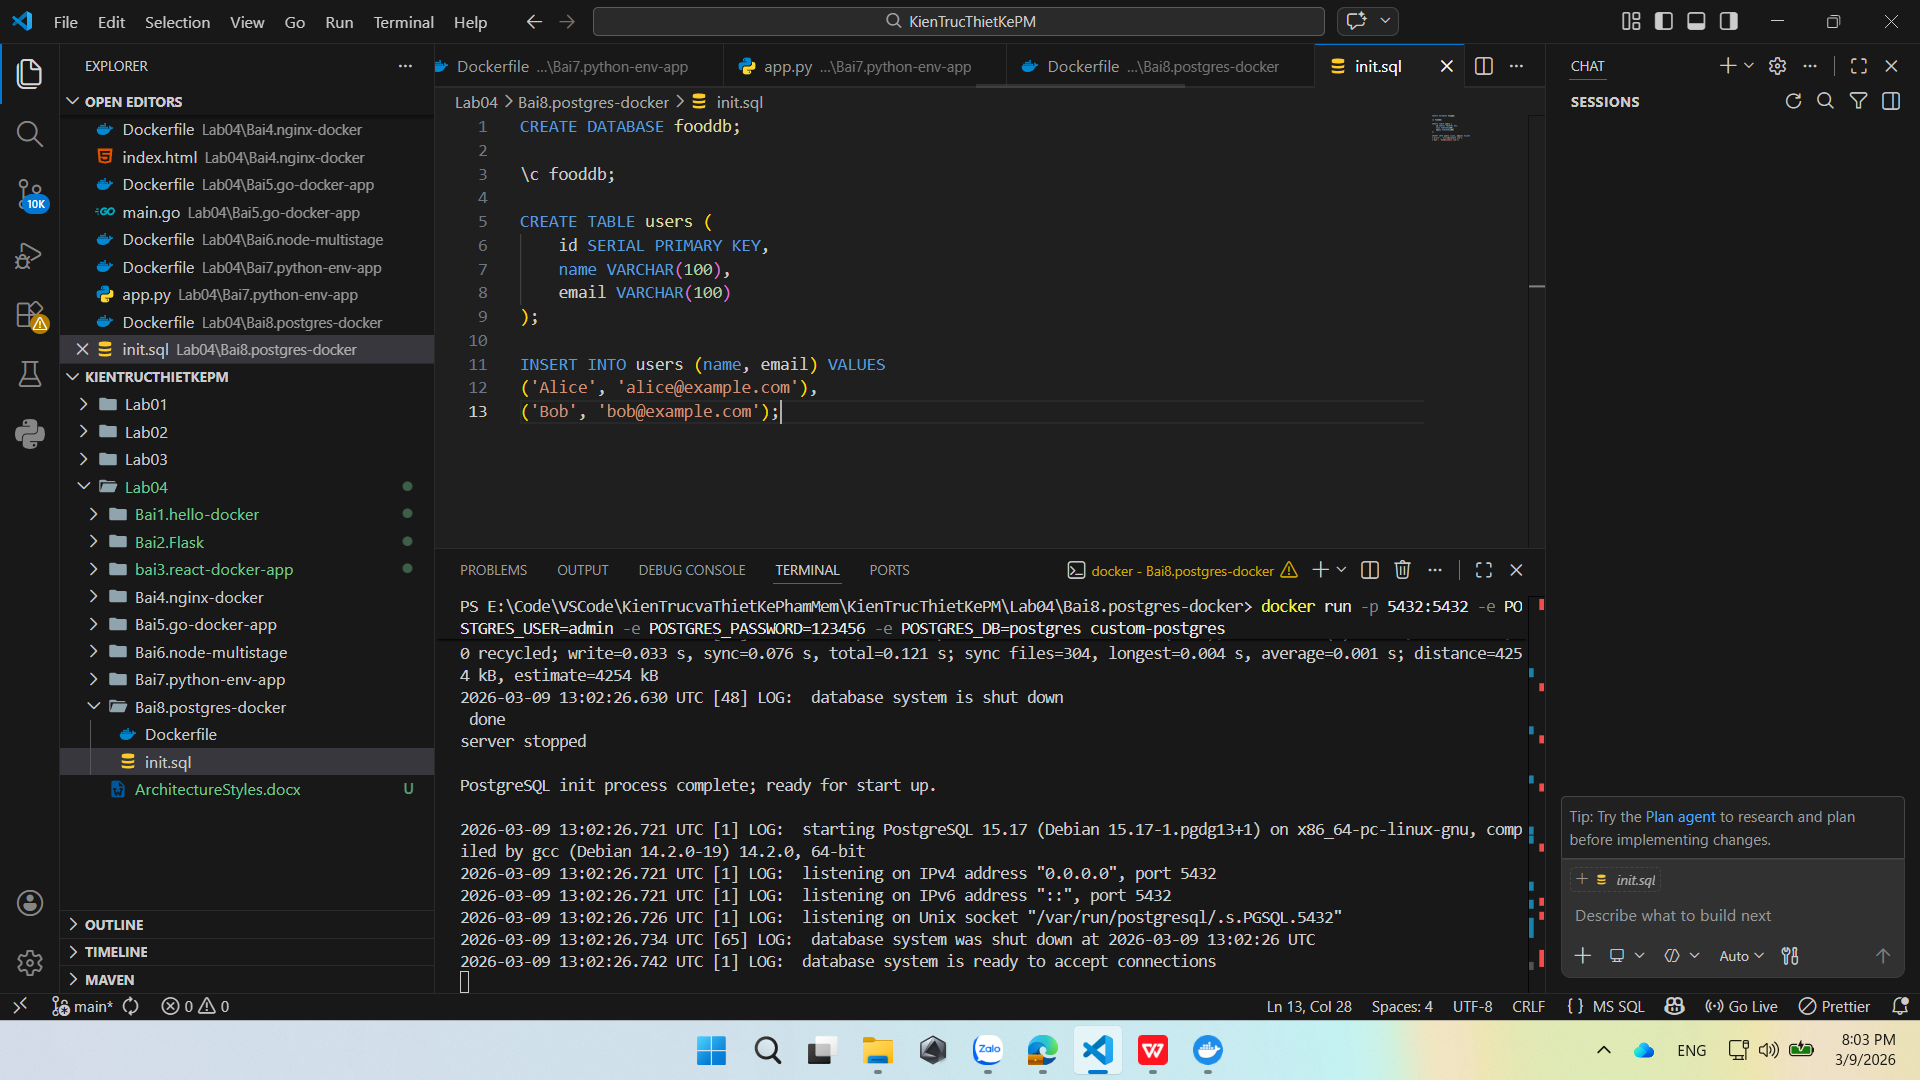 File Edit Selection View Go Run Terminal Help
KienTrucThietKePM
EXPLORER
OPEN EDITORS
Dockerfile Lab04\Bai4.nginx-docker
index.html Lab04\Bai4.nginx-docker
Dockerfile Lab04\Bai5.go-docker-app
main.go Lab04\Bai5.go-docker-app
Dockerfile Lab04\Bai6.node-multistage
Dockerfile Lab04\Bai7.python-env-app
app.py Lab04\Bai7.python-env-app
Dockerfile Lab04\Bai8.postgres-docker
init.sql Lab04\Bai8.postgres-docker
KIENTRUCTHIETKEPM
Lab01
Lab02
Lab03
Lab04
Bai1.hello-docker
Bai2.Flask
bai3.react-docker-app
Bai4.nginx-docker
Bai5.go-docker-app
Bai6.node-multistage
Bai7.python-env-app
Bai8.postgres-docker
Dockerfile
init.sql
ArchitectureStyles.docx U
OUTLINE
TIMELINE
MAVEN
10K
Dockerfile ...\Bai7.python-env-app
app.py ...\Bai7.python-env-app
Dockerfile ...\Bai8.postgres-docker
init.sql
Lab04 > Bai8.postgres-docker > init.sql
1 CREATE DATABASE fooddb;
2
3 \c fooddb;
4
5 CREATE TABLE users (
6 id SERIAL PRIMARY KEY,
7 name VARCHAR(100),
8 email VARCHAR(100)
9 );
10
11 INSERT INTO users (name, email) VALUES
12 ('Alice', 'alice@example.com'),
13 ('Bob', 'bob@example.com');
PROBLEMS OUTPUT DEBUG CONSOLE TERMINAL PORTS
docker - Bai8.postgres-docker
PS E:\Code\VSCode\KienTrucvaThietKePhamMem\KienTrucThietKePM\Lab04\Bai8.postgres-docker> docker run -p 5432:5432 -e PO
STGRES_USER=admin -e POSTGRES_PASSWORD=123456 -e POSTGRES_DB=postgres custom-postgres
0 recycled; write=0.033 s, sync=0.076 s, total=0.121 s; sync files=304, longest=0.004 s, average=0.001 s; distance=425
4 kB, estimate=4254 kB
2026-03-09 13:02:26.630 UTC [48] LOG:  database system is shut down
done
server stopped
PostgreSQL init process complete; ready for start up.
2026-03-09 13:02:26.721 UTC [1] LOG:  starting PostgreSQL 15.17 (Debian 15.17-1.pgdg13+1) on x86_64-pc-linux-gnu, comp
iled by gcc (Debian 14.2.0-19) 14.2.0, 64-bit
2026-03-09 13:02:26.721 UTC [1] LOG:  listening on IPv4 address "0.0.0.0", port 5432
2026-03-09 13:02:26.721 UTC [1] LOG:  listening on IPv6 address "::", port 5432
2026-03-09 13:02:26.726 UTC [1] LOG:  listening on Unix socket "/var/run/postgresql/.s.PGSQL.5432"
2026-03-09 13:02:26.734 UTC [65] LOG:  database system was shut down at 2026-03-09 13:02:26 UTC
2026-03-09 13:02:26.742 UTC [1] LOG:  database system is ready to accept connections
CHAT
SESSIONS
Tip: Try the Plan agent to research and plan
before implementing changes.
init.sql
Describe what to build next
Auto
main* 0 0
Ln 13, Col 28 Spaces: 4 UTF-8 CRLF {} MS SQL Go Live Prettier
Zalo
ENG
8:03 PM
3/9/2026